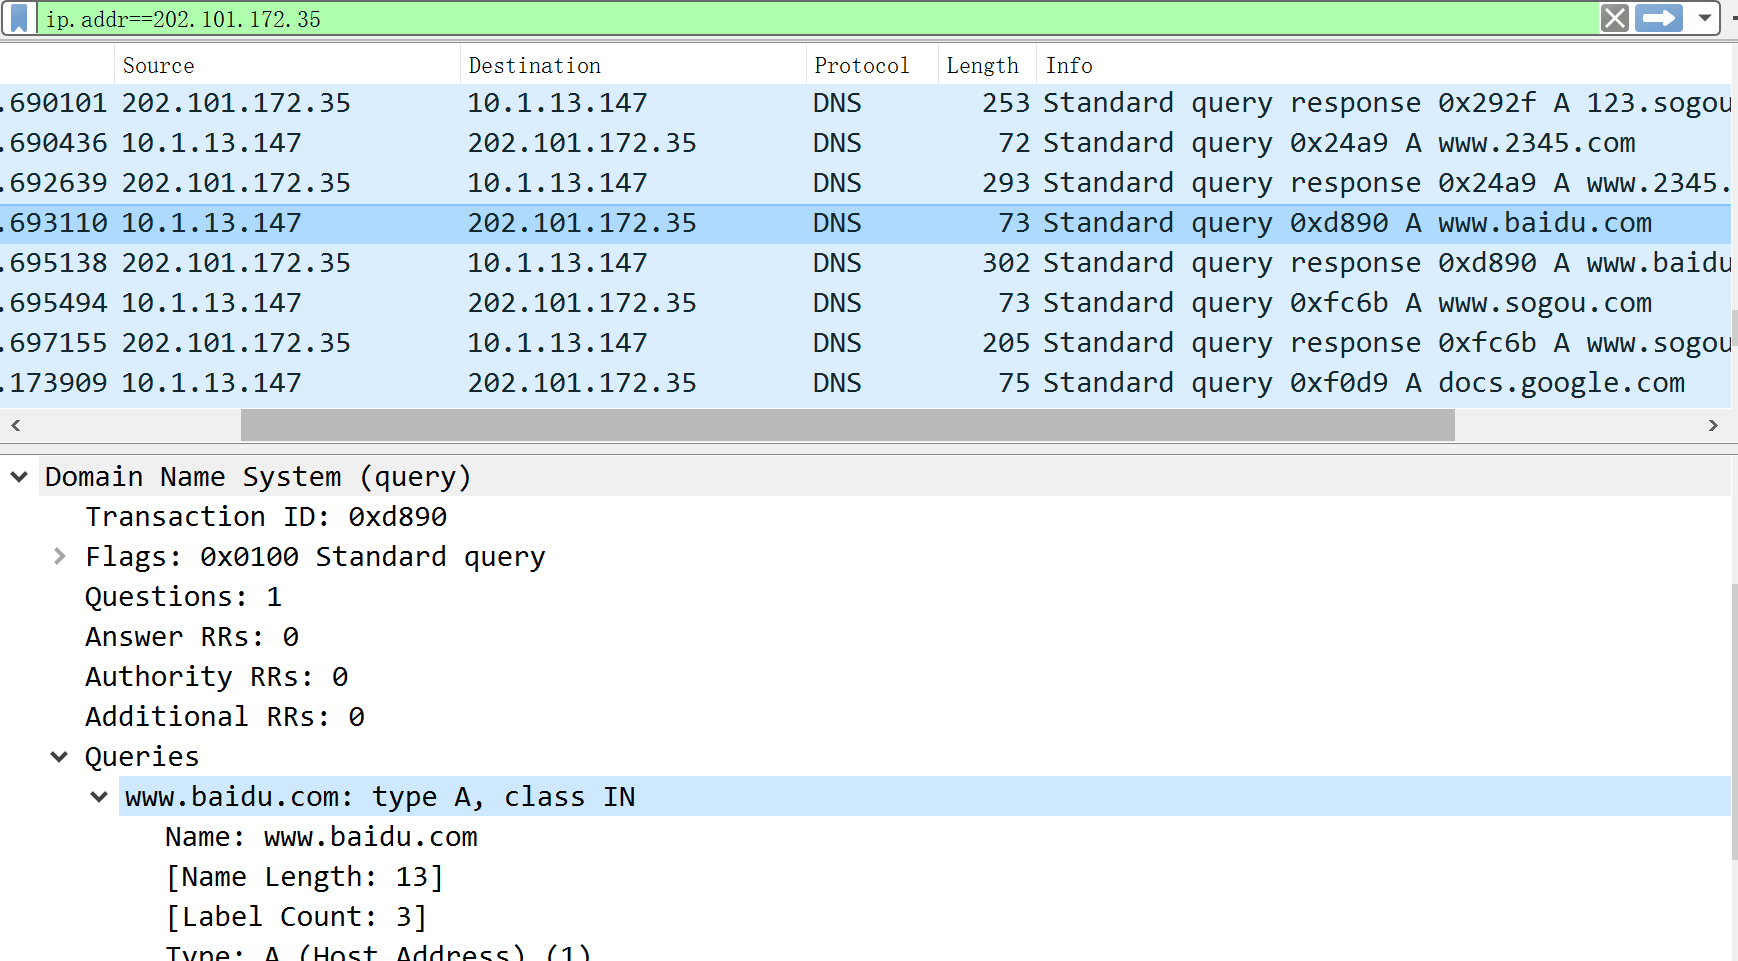 ip.addr==202.101.172.35
Source Destination Protocol Length Info
.690101 202.101.172.35 10.1.13.147 DNS 253 Standard query response 0x292f A 123.sogou
.690436 10.1.13.147 202.101.172.35 DNS 72 Standard query 0x24a9 A www.2345.com
.692639 202.101.172.35 10.1.13.147 DNS 293 Standard query response 0x24a9 A www.2345.
.693110 10.1.13.147 202.101.172.35 DNS 73 Standard query 0xd890 A www.baidu.com
.695138 202.101.172.35 10.1.13.147 DNS 302 Standard query response 0xd890 A www.baidu
.695494 10.1.13.147 202.101.172.35 DNS 73 Standard query 0xfc6b A www.sogou.com
.697155 202.101.172.35 10.1.13.147 DNS 205 Standard query response 0xfc6b A www.sogou
.173909 10.1.13.147 202.101.172.35 DNS 75 Standard query 0xf0d9 A docs.google.com
Domain Name System (query)
Transaction ID: 0xd890
Flags: 0x0100 Standard query
Questions: 1
Answer RRs: 0
Authority RRs: 0
Additional RRs: 0
Queries
www.baidu.com: type A, class IN
Name: www.baidu.com
[Name Length: 13]
[Label Count: 3]
Type: A (Host Address) (1)